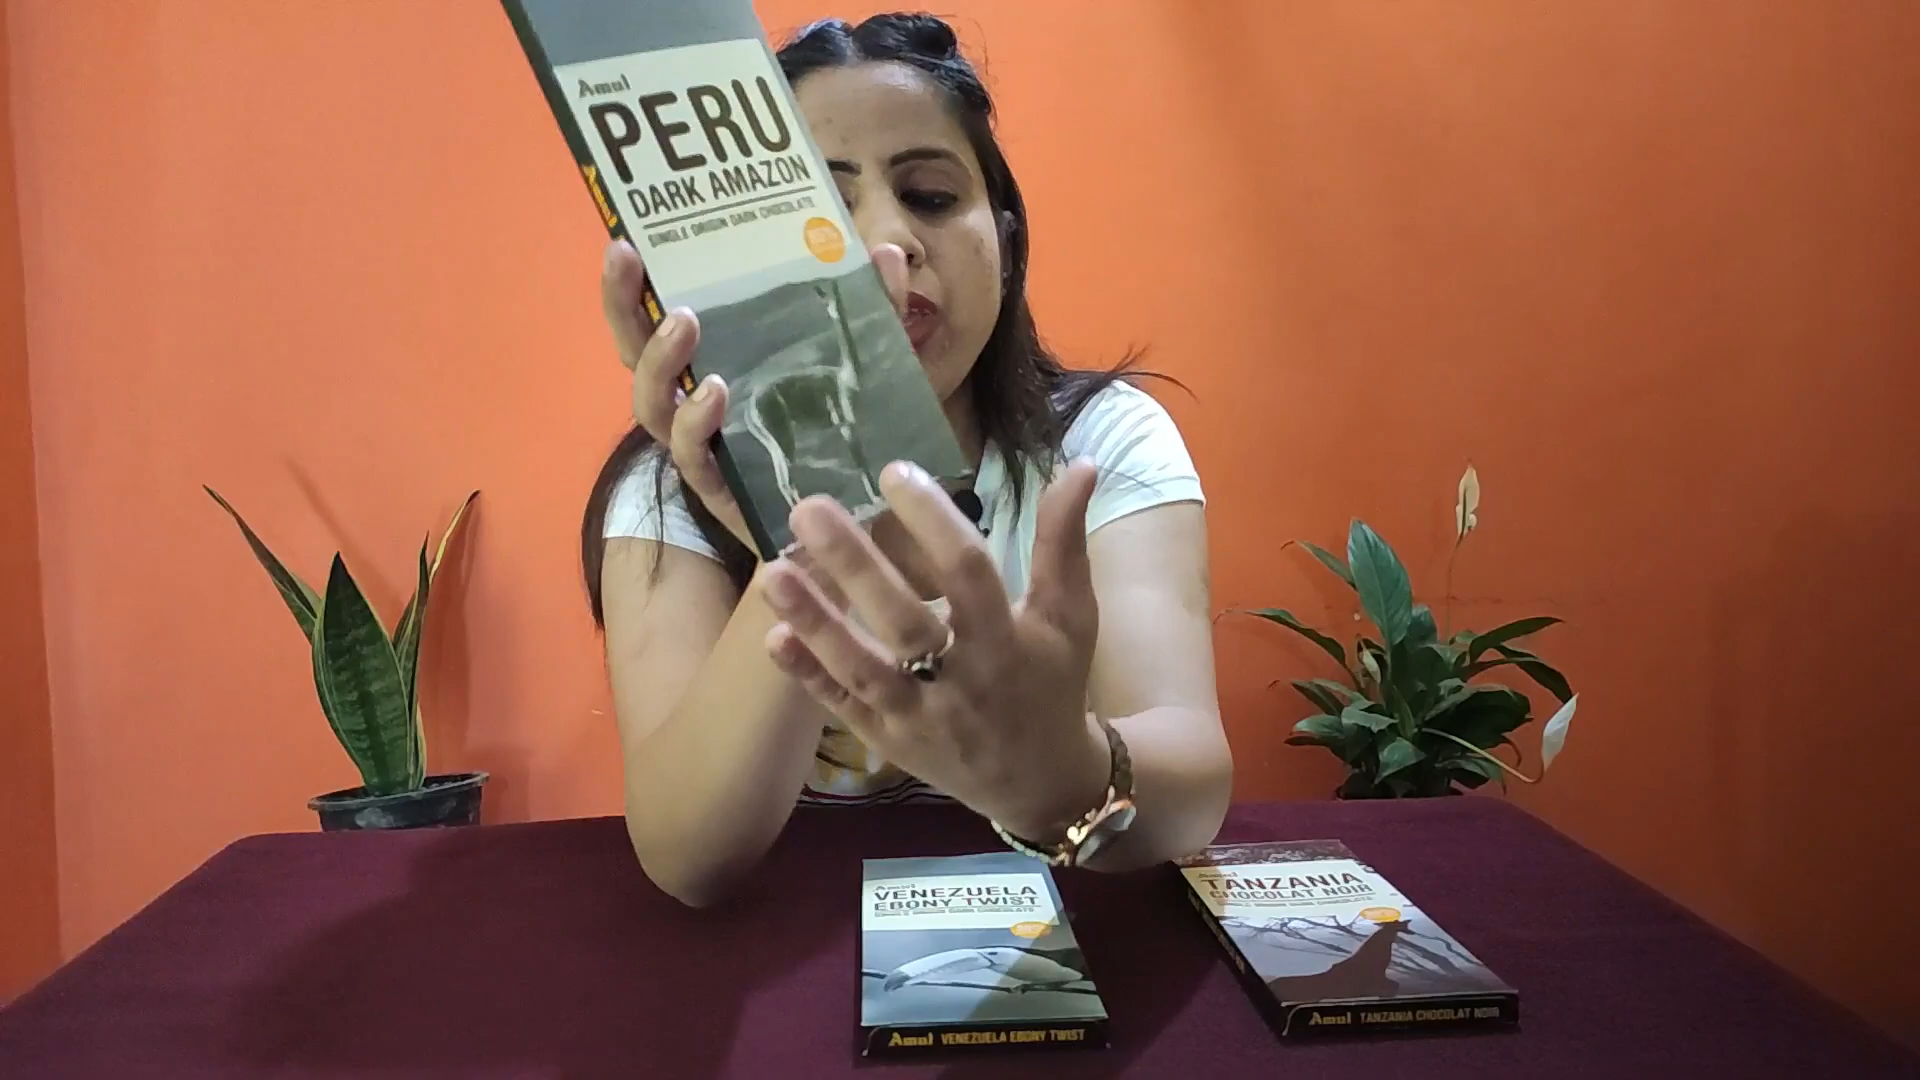 Amul
PERU
DARK AMAZON
SINGLE ORIGIN DARK CHOCOLATE
Amul
VENEZUELA
EBONY TWIST
SINGLE ORIGIN DARK CHOCOLATE
Amul VENEZUELA EBONY TWIST
Amul
TANZANIA
CHOCOLAT NOIR
SINGLE ORIGIN DARK CHOCOLATE
Amul TANZANIA CHOCOLAT NOIR